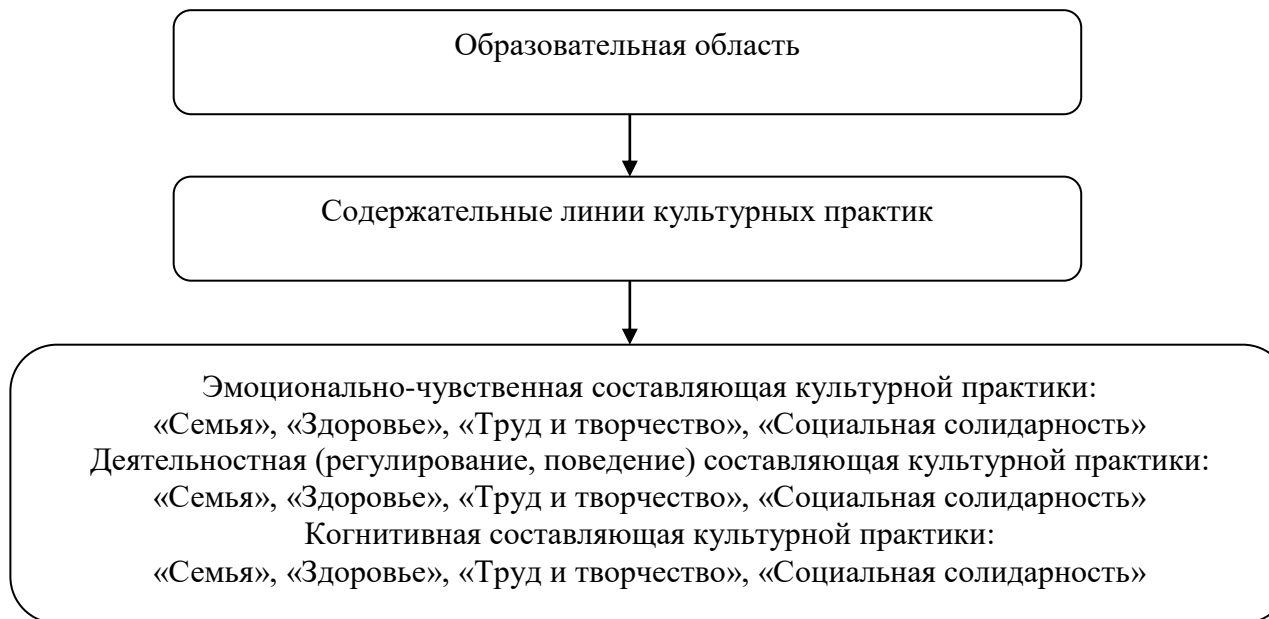 Образовательная область
Содержательные линии культурных практик
Эмоционально-чувственная составляющая культурной практики:
«Семья», «Здоровье», «Труд и творчество», «Социальная солидарность»
Деятельностная (регулирование, поведение) составляющая культурной практики:
«Семья», «Здоровье», «Труд и творчество», «Социальная солидарность»
Когнитивная составляющая культурной практики:
«Семья», «Здоровье», «Труд и творчество», «Социальная солидарность»